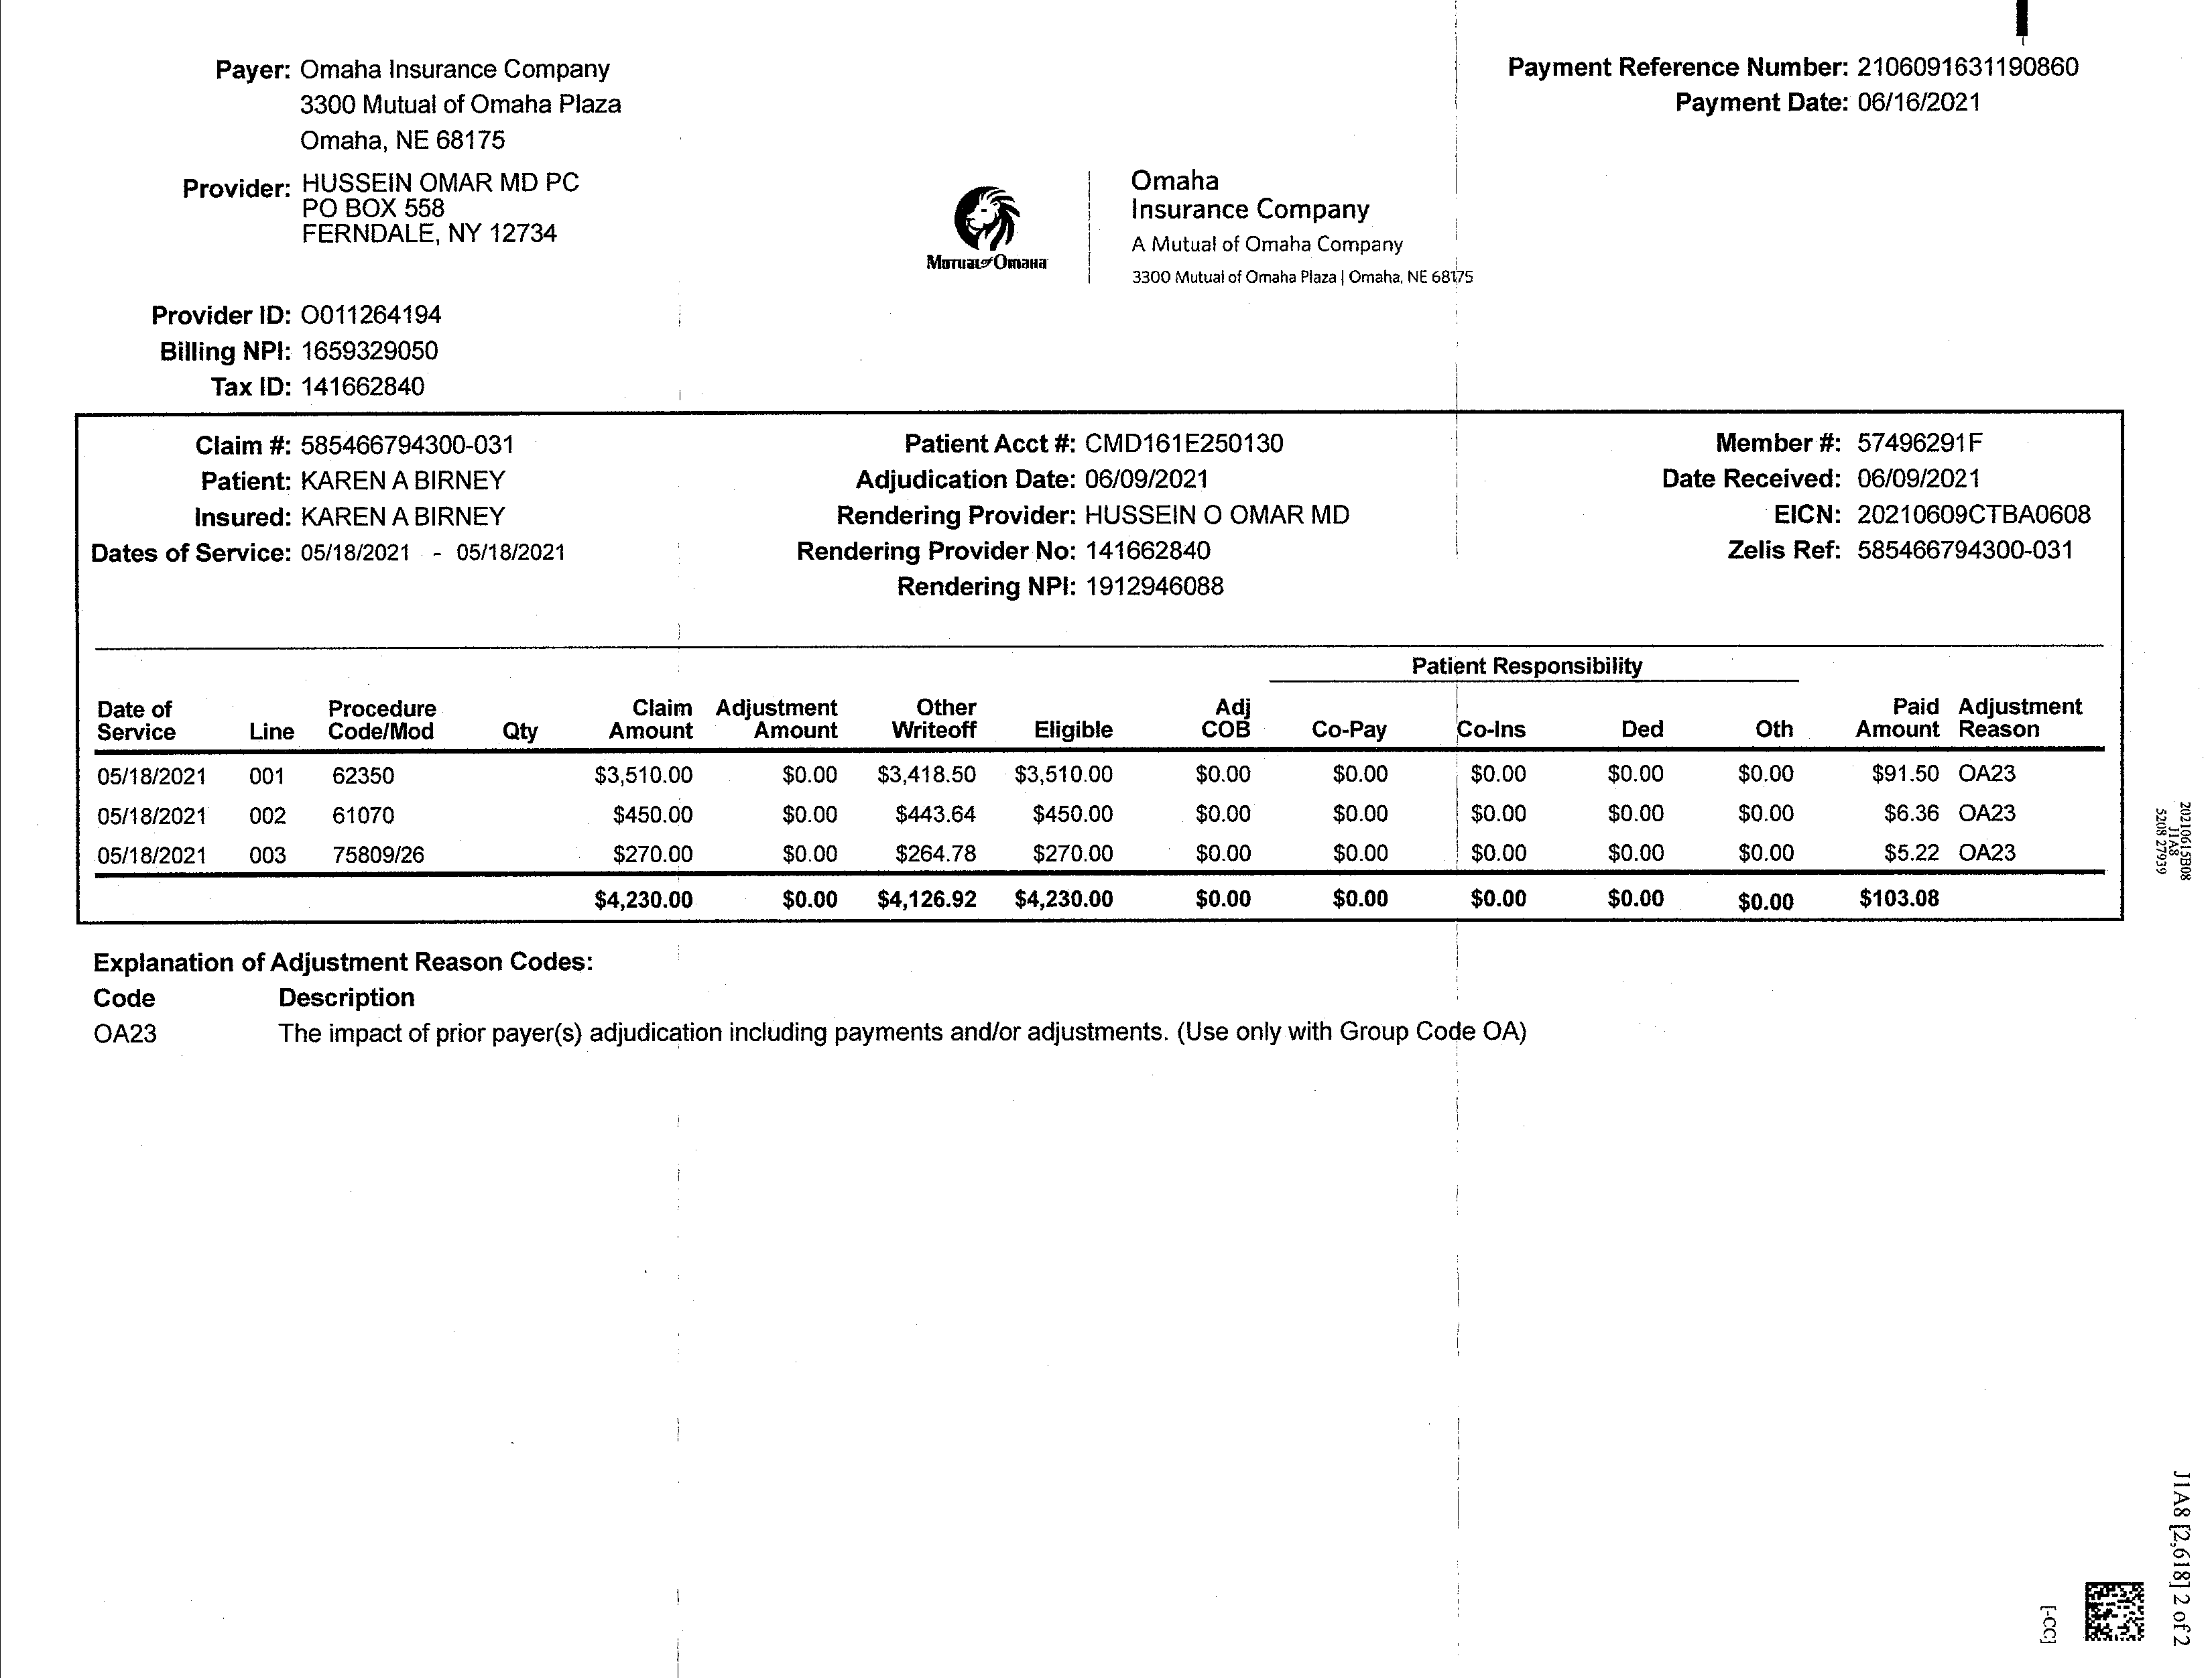 Payer: Omaha Insurance Company
3300 Mutual of Omaha Plaza
Omaha, NE 68175
Provider: HUSSEIN OMAR MD PC
PO BOX 558
FERNDALE, NY 12734
Provider ID: O011264194
Billing NPI: 1659329050
Tax ID: 141662840
Mutual of Omaha
Omaha
Insurance Company
A Mutual of Omaha Company
3300 Mutual of Omaha Plaza | Omaha, NE 68175
Payment Reference Number: 2106091631190860
Payment Date: 06/16/2021
Claim #: 585466794300-031
Patient: KAREN A BIRNEY
Insured: KAREN A BIRNEY
Dates of Service: 05/18/2021 - 05/18/2021
Patient Acct #: CMD161E250130
Adjudication Date: 06/09/2021
Rendering Provider: HUSSEIN O OMAR MD
Rendering Provider No: 141662840
Rendering NPI: 1912946088
Member #: 57496291F
Date Received: 06/09/2021
EICN: 20210609CTBA0608
Zelis Ref: 585466794300-031
Patient Responsibility
Date of Service Line Procedure Code/Mod Qty Claim Amount Adjustment Amount Other Writeoff Eligible Adj COB Co-Pay Co-Ins Ded Oth Paid Amount Adjustment Reason
05/18/2021 001 62350 $3,510.00 $0.00 $3,418.50 $3,510.00 $0.00 $0.00 $0.00 $0.00 $0.00 $91.50 OA23
05/18/2021 002 61070 $450.00 $0.00 $443.64 $450.00 $0.00 $0.00 $0.00 $0.00 $0.00 $6.36 OA23
05/18/2021 003 75809/26 $270.00 $0.00 $264.78 $270.00 $0.00 $0.00 $0.00 $0.00 $0.00 $5.22 OA23
$4,230.00 $0.00 $4,126.92 $4,230.00 $0.00 $0.00 $0.00 $0.00 $0.00 $103.08
Explanation of Adjustment Reason Codes:
Code Description
OA23 The impact of prior payer(s) adjudication including payments and/or adjustments. (Use only with Group Code OA)
20210615B08
J1A8
5208 27939
J1A8 [2,618] 2 of 2
[-CC]